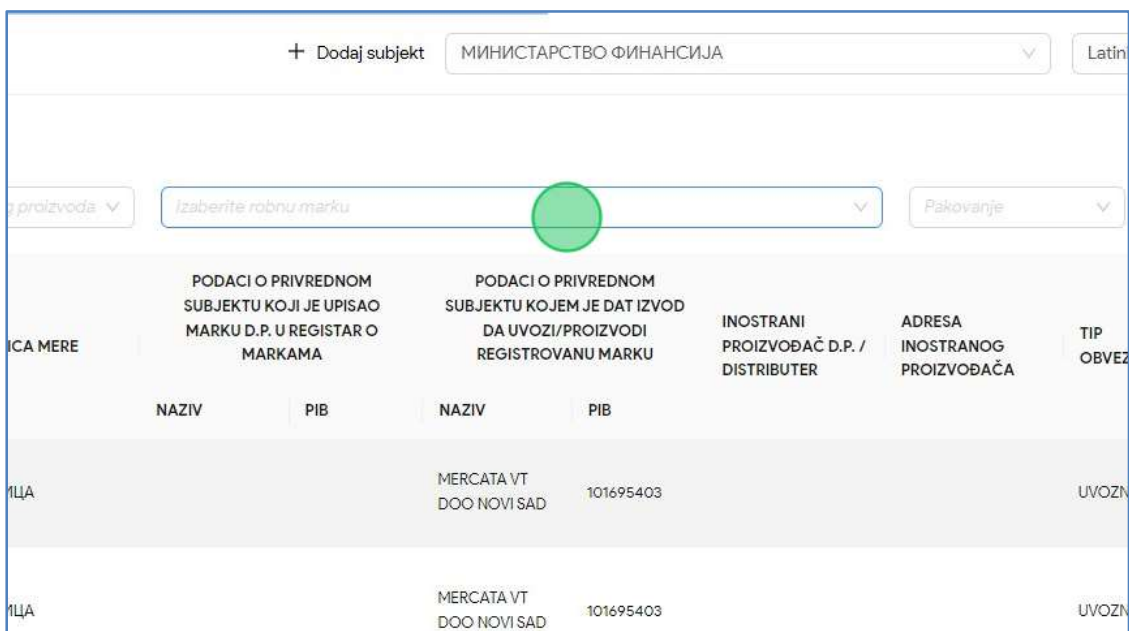 + Dodaj subjekt МИНИСТАРСТВО ФИНАНСИЈА Latin
g proizvoda Izaberite robnu marku Pakovanje
PODACI O PRIVREDNOM
SUBJEKTU KOJI JE UPISAO
MARKU D.P. U REGISTAR O
MARKAMA
PODACI O PRIVREDNOM
SUBJEKTU KOJEM JE DAT IZVOD
DA UVOZI/PROIZVODI
REGISTROVANU MARKU
ICA MERE
INOSTRANI
PROIZVOĐAČ D.P. /
DISTRIBUTER
ADRESA
INOSTRANOG
PROIZVOĐAČA
TIP
OBVEZ
NAZIV PIB NAZIV PIB
ИЦА
MERCATA VT
DOO NOVI SAD
101695403
UVOZN
ИЦА
MERCATA VT
DOO NOVI SAD
101695403
UVOZN